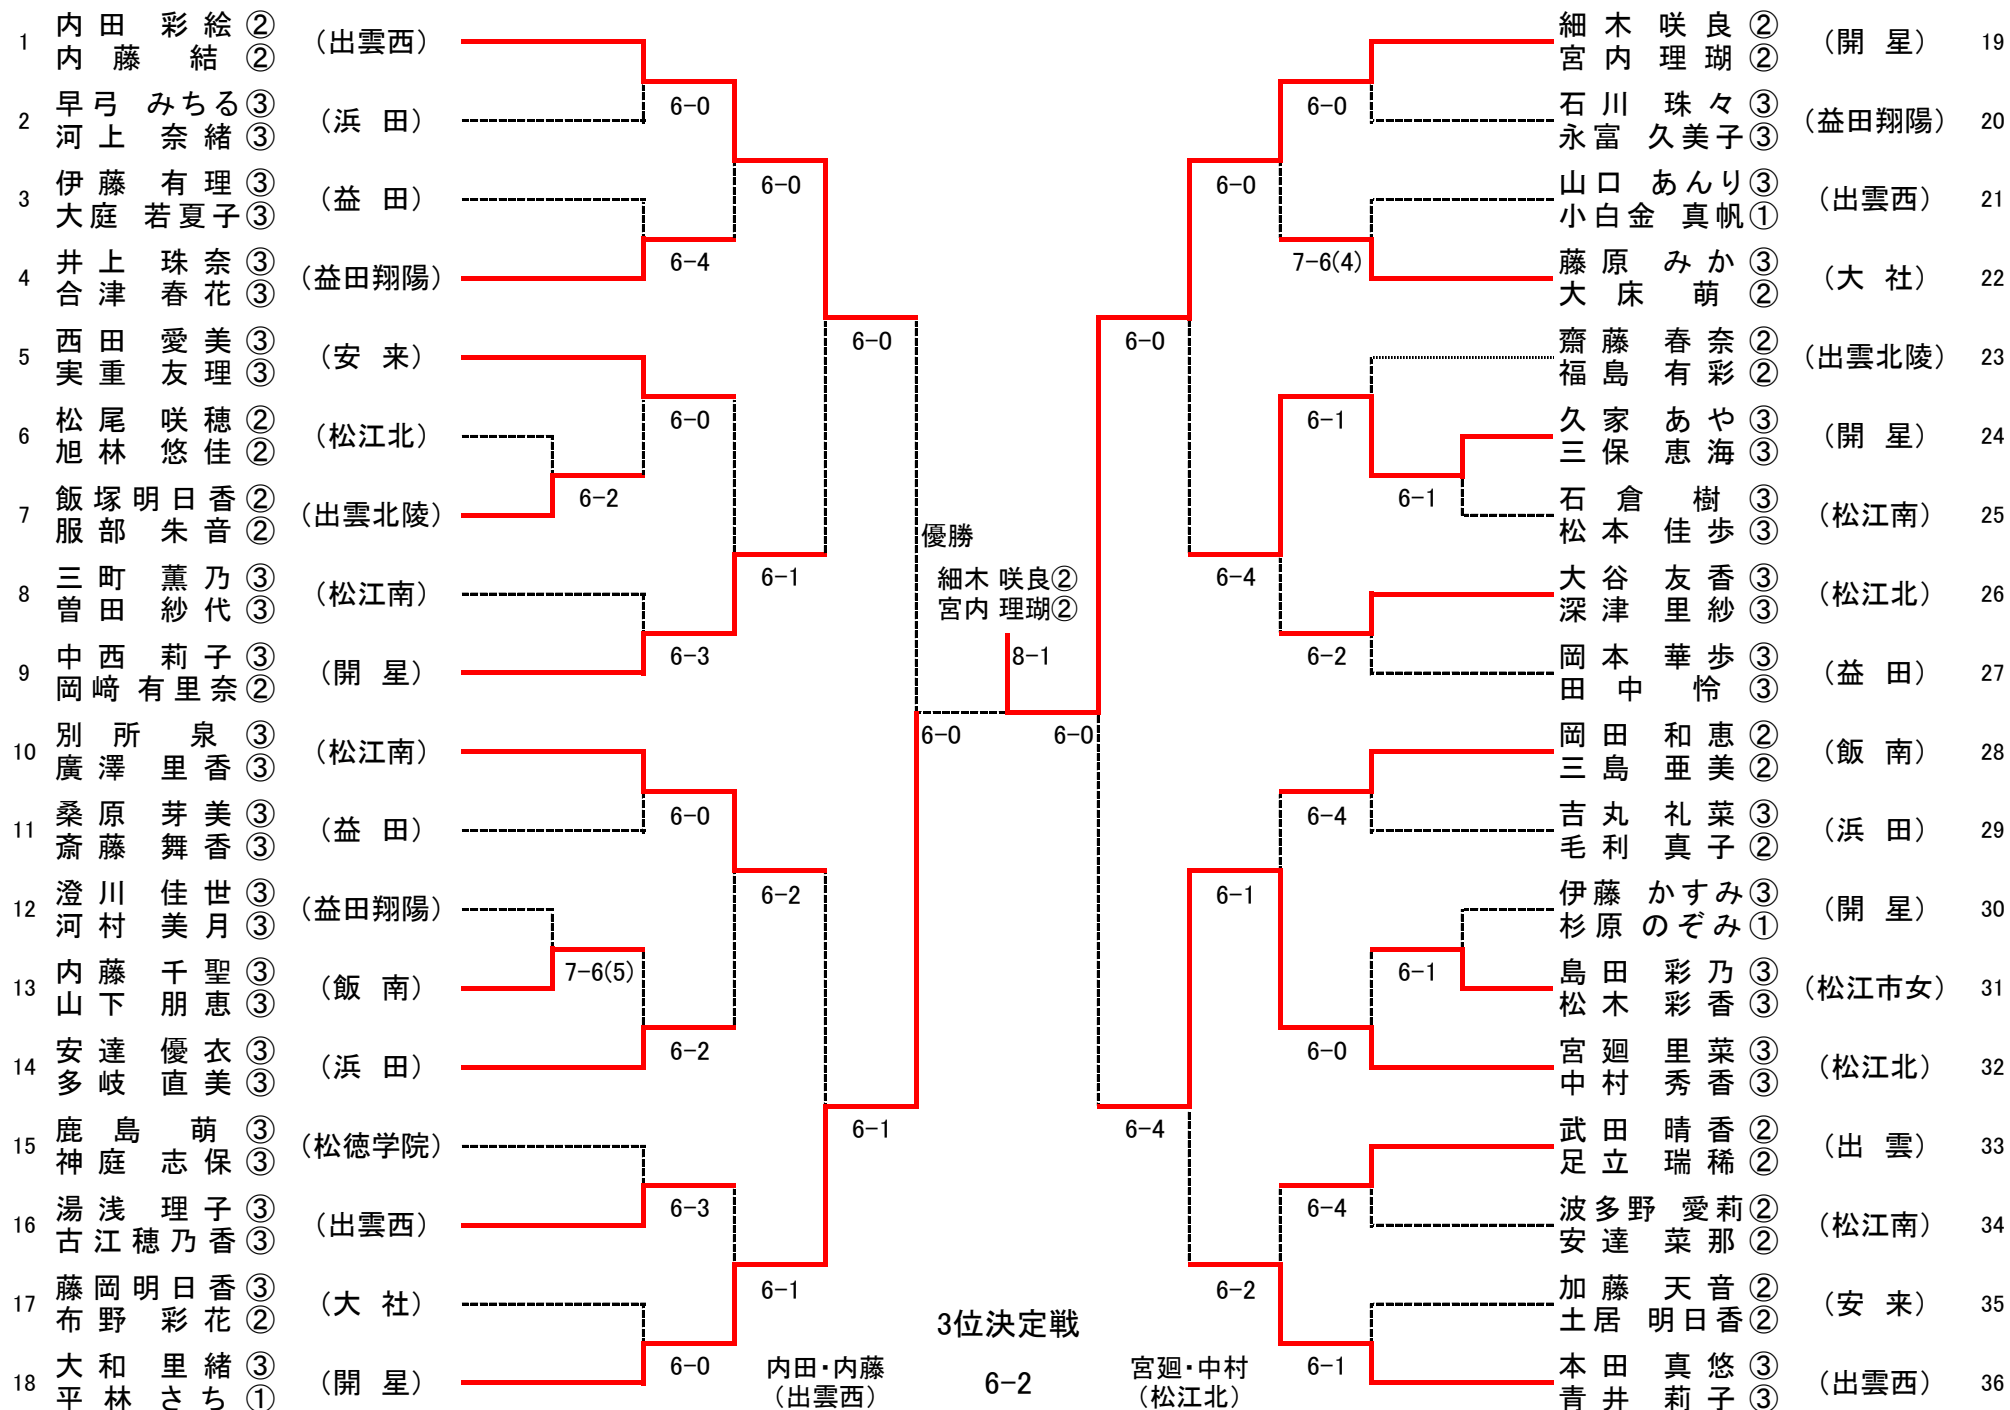 1 内田 彩絵② (出雲西)
内藤 結②
2 早弓 みちる③ (浜田)
河上 奈緒③
3 伊藤 有理③ (益田)
大庭 若夏子③
4 井上 珠奈③ (益田翔陽)
合津 春花③
5 西田 愛美③ (安来)
実重 友理③
6 松尾 咲穂② (松江北)
旭林 悠佳②
7 飯塚明日香② (出雲北陵)
服部 朱音②
8 三町 薫乃③ (松江南)
曽田 紗代③
9 中西 莉子③ (開星)
岡﨑 有里奈②
10 別所 泉③ (松江南)
廣澤 里香③
11 桑原 芽美③ (益田)
斎藤 舞香③
12 澄川 佳世③ (益田翔陽)
河村 美月③
13 内藤 千聖③ (飯南)
山下 朋恵③
14 安達 優衣③ (浜田)
多岐 直美③
15 鹿島 萌③ (松徳学院)
神庭 志保③
16 湯浅 理子③ (出雲西)
古江穂乃香③
17 藤岡明日香③ (大社)
布野 彩花②
18 大和 里緒③ (開星)
平林 さち①
6-0
6-4
6-0
6-2
6-3
6-0
7-6(5)
6-2
6-3
6-0
6-0
6-1
6-2
6-1
6-0
6-1
6-0
優勝
細木 咲良②
宮内 理瑚②
8-1
6-0
3位決定戦
内田・内藤
(出雲西)
6-2
宮廻・中村
(松江北)
6-0
6-4
6-0
6-4
6-1
6-2
6-0
7-6(4)
6-1
6-1
6-2
6-4
6-1
6-0
6-4
6-1
細木 咲良② (開星) 19
宮内 理瑚②
石川 珠々③ (益田翔陽) 20
永富 久美子③
山口 あんり③ (出雲西) 21
小白金 真帆①
藤原 みか③ (大社) 22
大床 萌②
齋藤 春奈② (出雲北陵) 23
福島 有彩②
久家 あや③ (開星) 24
三保 恵海③
石倉 樹③ (松江南) 25
松本 佳歩③
大谷 友香③ (松江北) 26
深津 里紗③
岡本 華歩③ (益田) 27
田中 怜③
岡田 和恵② (飯南) 28
三島 亜美②
吉丸 礼菜③ (浜田) 29
毛利 真子②
伊藤 かすみ③ (開星) 30
杉原 のぞみ①
島田 彩乃③ (松江市女) 31
松木 彩香③
宮廻 里菜③ (松江北) 32
中村 秀香③
武田 晴香② (出雲) 33
足立 瑞稀②
波多野 愛莉② (松江南) 34
安達 菜那②
加藤 天音② (安来) 35
土居 明日香②
本田 真悠③ (出雲西) 36
青井 莉子③